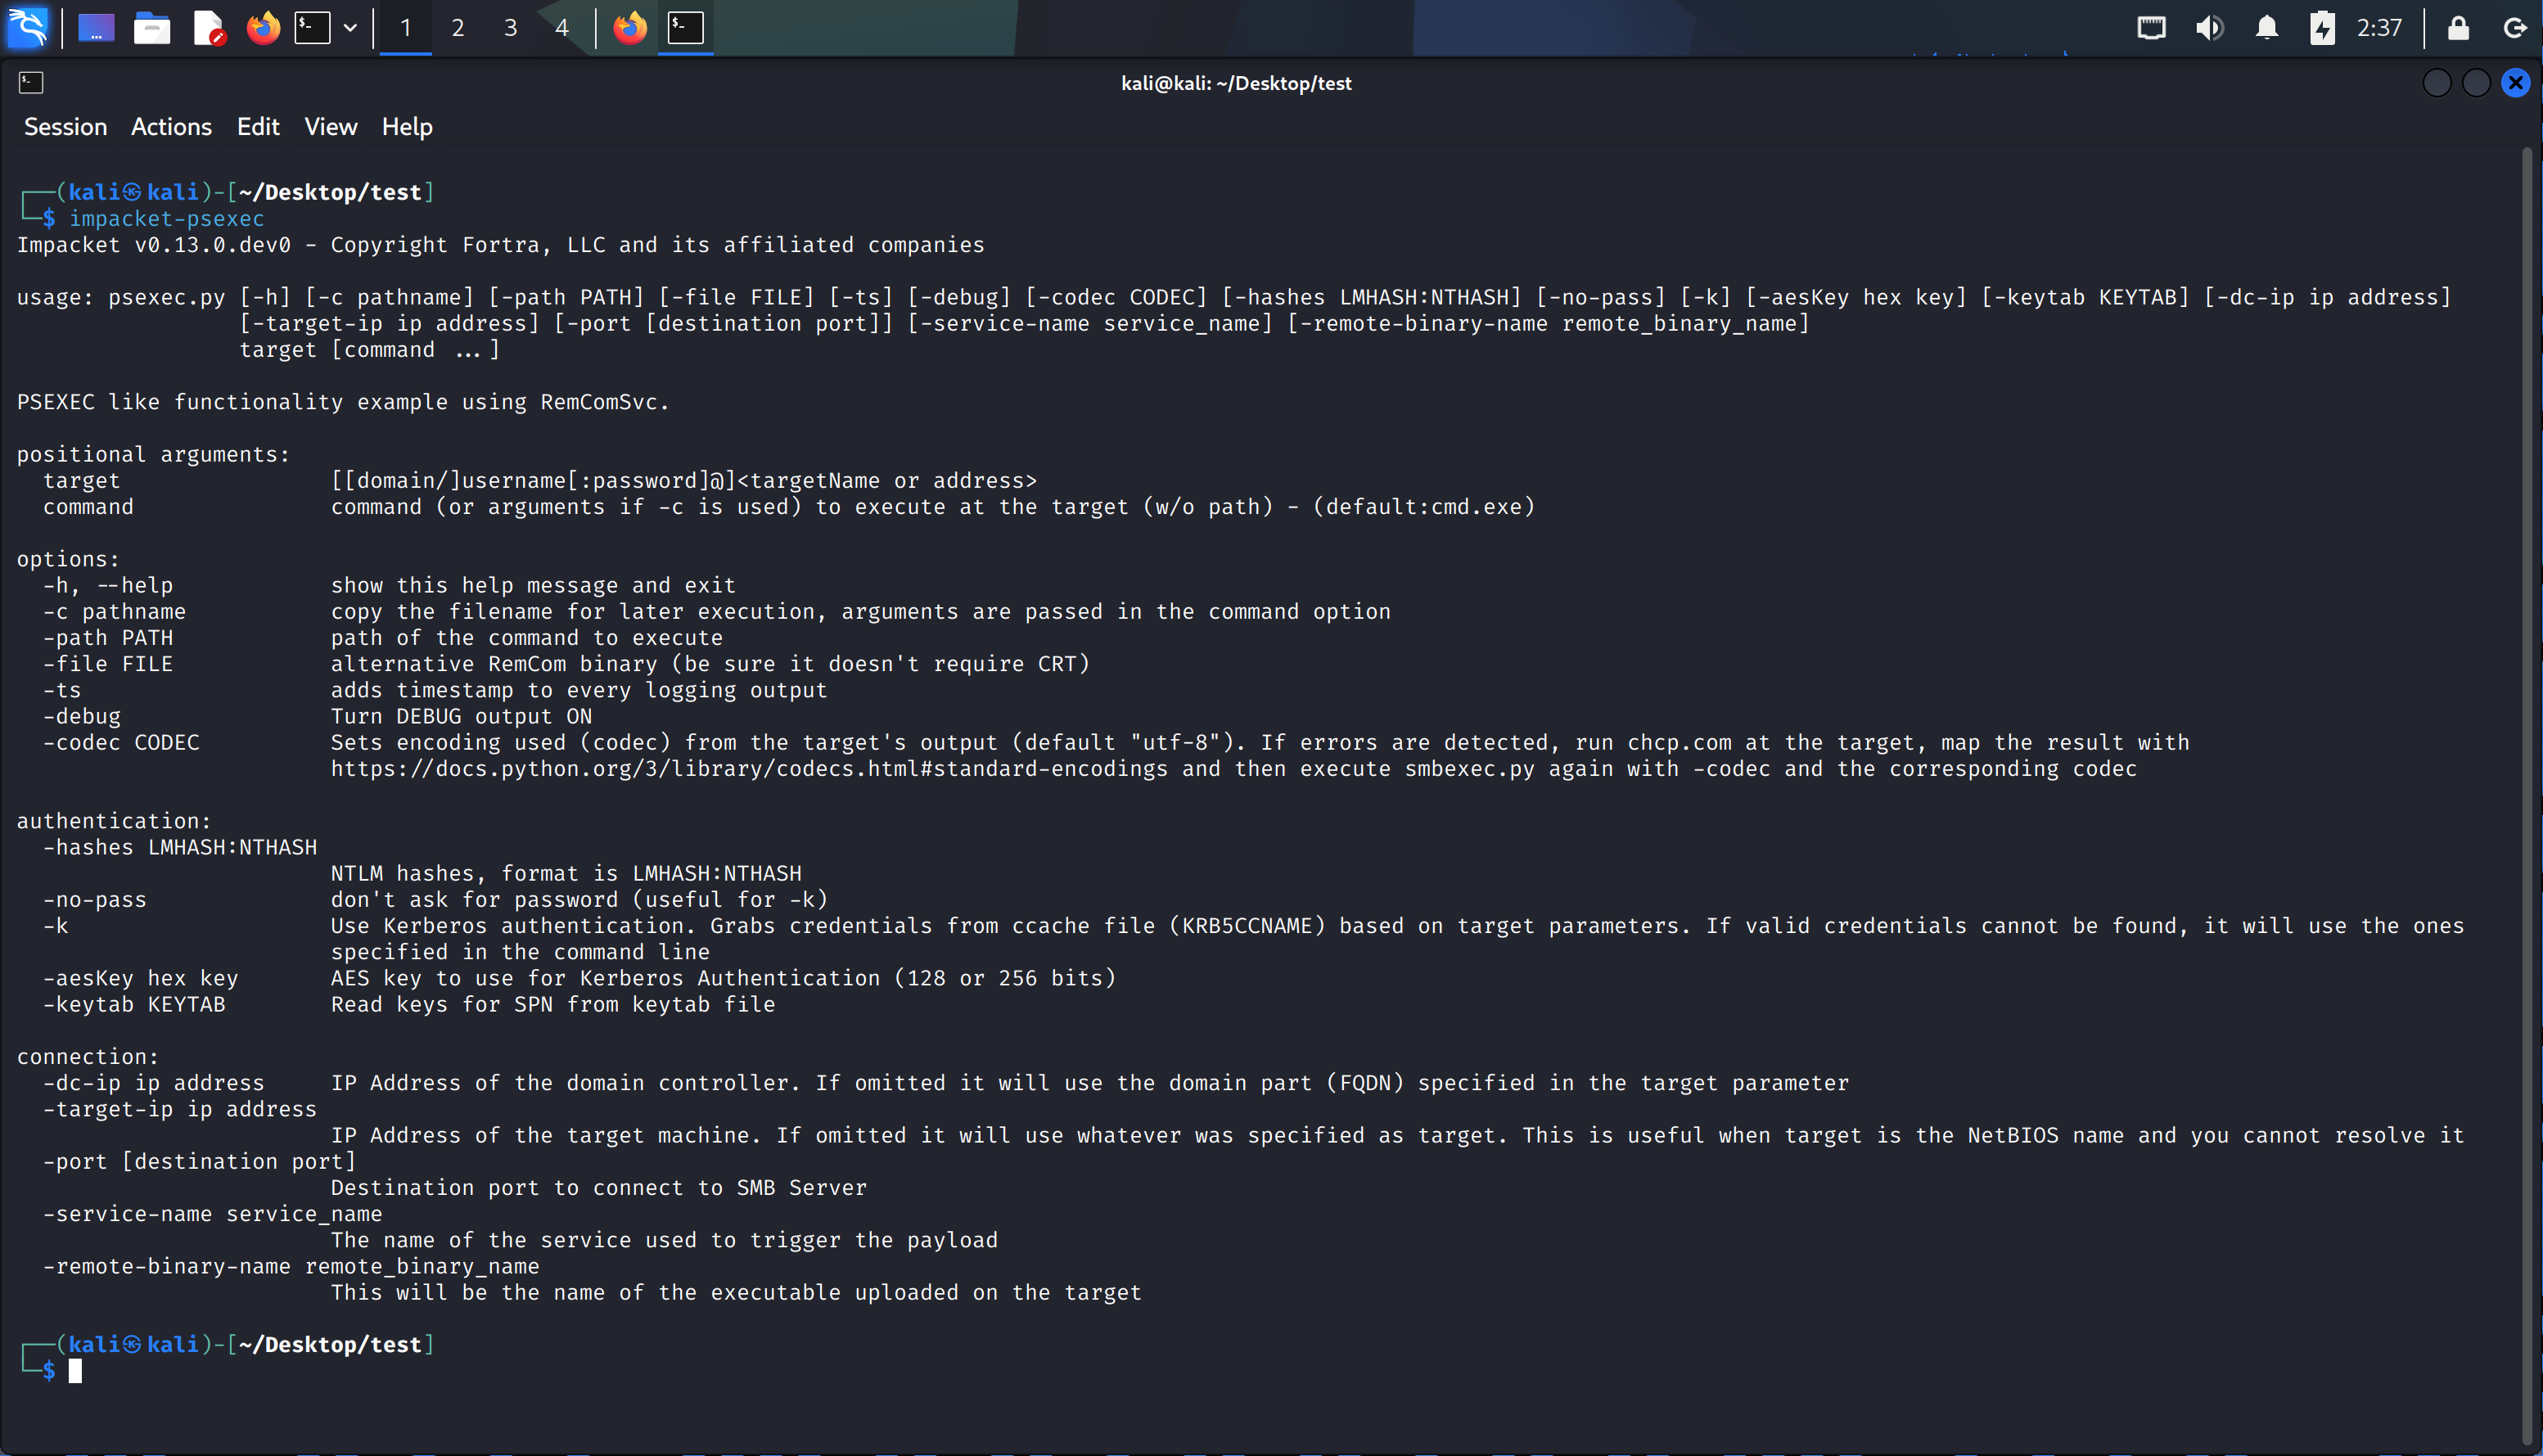 1 2 3 4 2:37
kali@kali: ~/Desktop/test
Session Actions Edit View Help
┌──(kali㉿kali)-[~/Desktop/test]
└─$ impacket-psexec
Impacket v0.13.0.dev0 - Copyright Fortra, LLC and its affiliated companies
usage: psexec.py [-h] [-c pathname] [-path PATH] [-file FILE] [-ts] [-debug] [-codec CODEC] [-hashes LMHASH:NTHASH] [-no-pass] [-k] [-aesKey hex key] [-keytab KEYTAB] [-dc-ip ip address]
[-target-ip ip address] [-port [destination port]] [-service-name service_name] [-remote-binary-name remote_binary_name]
target [command ...]
PSEXEC like functionality example using RemComSvc.
positional arguments:
target [[domain/]username[:password]@]<targetName or address>
command command (or arguments if -c is used) to execute at the target (w/o path) - (default:cmd.exe)
options:
-h, --help show this help message and exit
-c pathname copy the filename for later execution, arguments are passed in the command option
-path PATH path of the command to execute
-file FILE alternative RemCom binary (be sure it doesn't require CRT)
-ts adds timestamp to every logging output
-debug Turn DEBUG output ON
-codec CODEC Sets encoding used (codec) from the target's output (default "utf-8"). If errors are detected, run chcp.com at the target, map the result with
https://docs.python.org/3/library/codecs.html#standard-encodings and then execute smbexec.py again with -codec and the corresponding codec
authentication:
-hashes LMHASH:NTHASH
NTLM hashes, format is LMHASH:NTHASH
-no-pass don't ask for password (useful for -k)
-k Use Kerberos authentication. Grabs credentials from ccache file (KRB5CCNAME) based on target parameters. If valid credentials cannot be found, it will use the ones
specified in the command line
-aesKey hex key AES key to use for Kerberos Authentication (128 or 256 bits)
-keytab KEYTAB Read keys for SPN from keytab file
connection:
-dc-ip ip address IP Address of the domain controller. If omitted it will use the domain part (FQDN) specified in the target parameter
-target-ip ip address
IP Address of the target machine. If omitted it will use whatever was specified as target. This is useful when target is the NetBIOS name and you cannot resolve it
-port [destination port]
Destination port to connect to SMB Server
-service-name service_name
The name of the service used to trigger the payload
-remote-binary-name remote_binary_name
This will be the name of the executable uploaded on the target
┌──(kali㉿kali)-[~/Desktop/test]
└─$